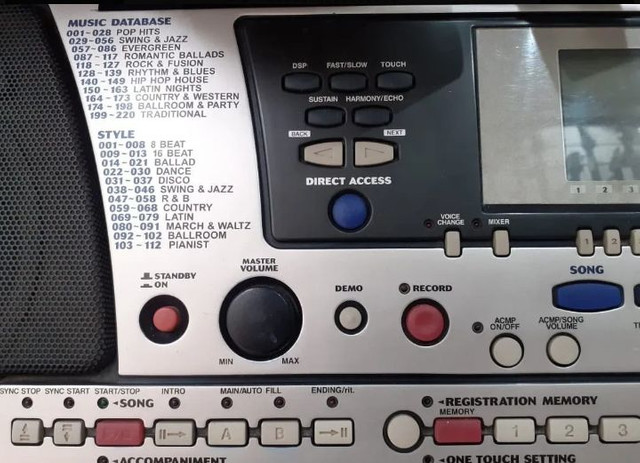 MUSIC DATABASE
001-028 POP HITS
029-056 SWING & JAZZ
057-086 EVERGREEN
087-117 ROMANTIC BALLADS
118-127 ROCK & FUSION
128-139 RHYTHM & BLUES
140-149 HIP HOP HOUSE
150-163 LATIN NIGHTS
164-173 COUNTRY & WESTERN
174-198 BALLROOM & PARTY
199-220 TRADITIONAL
STYLE
001-008 8 BEAT
009-013 16 BEAT
014-021 BALLAD
022-030 DANCE
031-037 DISCO
038-046 SWING & JAZZ
047-058 R & B
059-068 COUNTRY
069-079 LATIN
080-091 MARCH & WALTZ
092-102 BALLROOM
103-112 PIANIST
DSP FAST/SLOW TOUCH
SUSTAIN HARMONY/ECHO
BACK NEXT
DIRECT ACCESS
1 2 3
VOICE CHANGE
MIXER
1 2
STANDBY
ON
MASTER VOLUME
MIN MAX
DEMO
RECORD
SONG
ACMP ON/OFF
ACMP/SONG VOLUME
SYNC STOP SYNC START START/STOP INTRO MAIN/AUTO FILL ENDING/rit.
SONG
A B
REGISTRATION MEMORY
MEMORY
1 2 3
ACCOMPANIMENT
ONE TOUCH SETTING